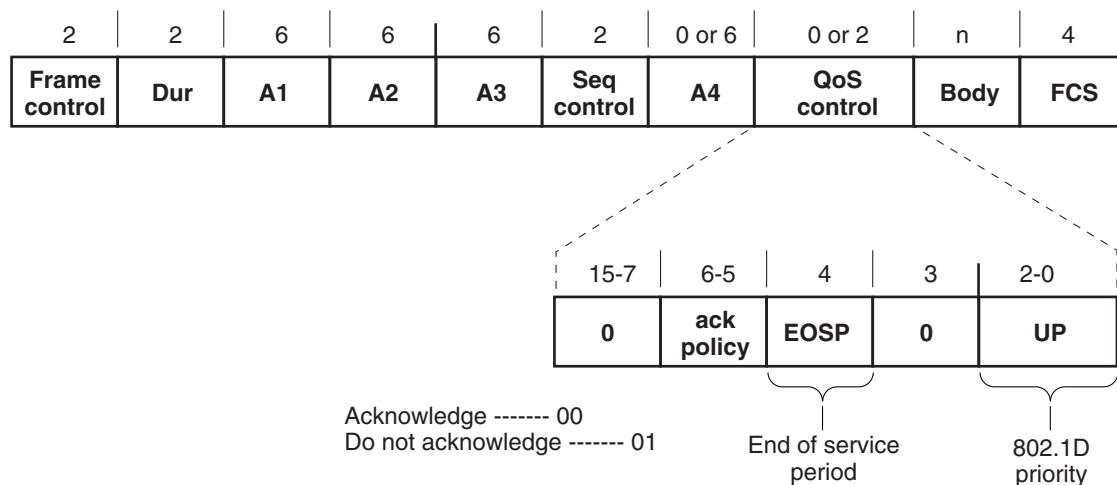 2 2 6 6 6 2 0 or 6 0 or 2 n 4
Frame control Dur A1 A2 A3 Seq control A4 QoS control Body FCS
15-7 6-5 4 3 2-0
0 ack policy EOSP 0 UP
Acknowledge ------- 00
Do not acknowledge ------- 01
End of service period
802.1D priority